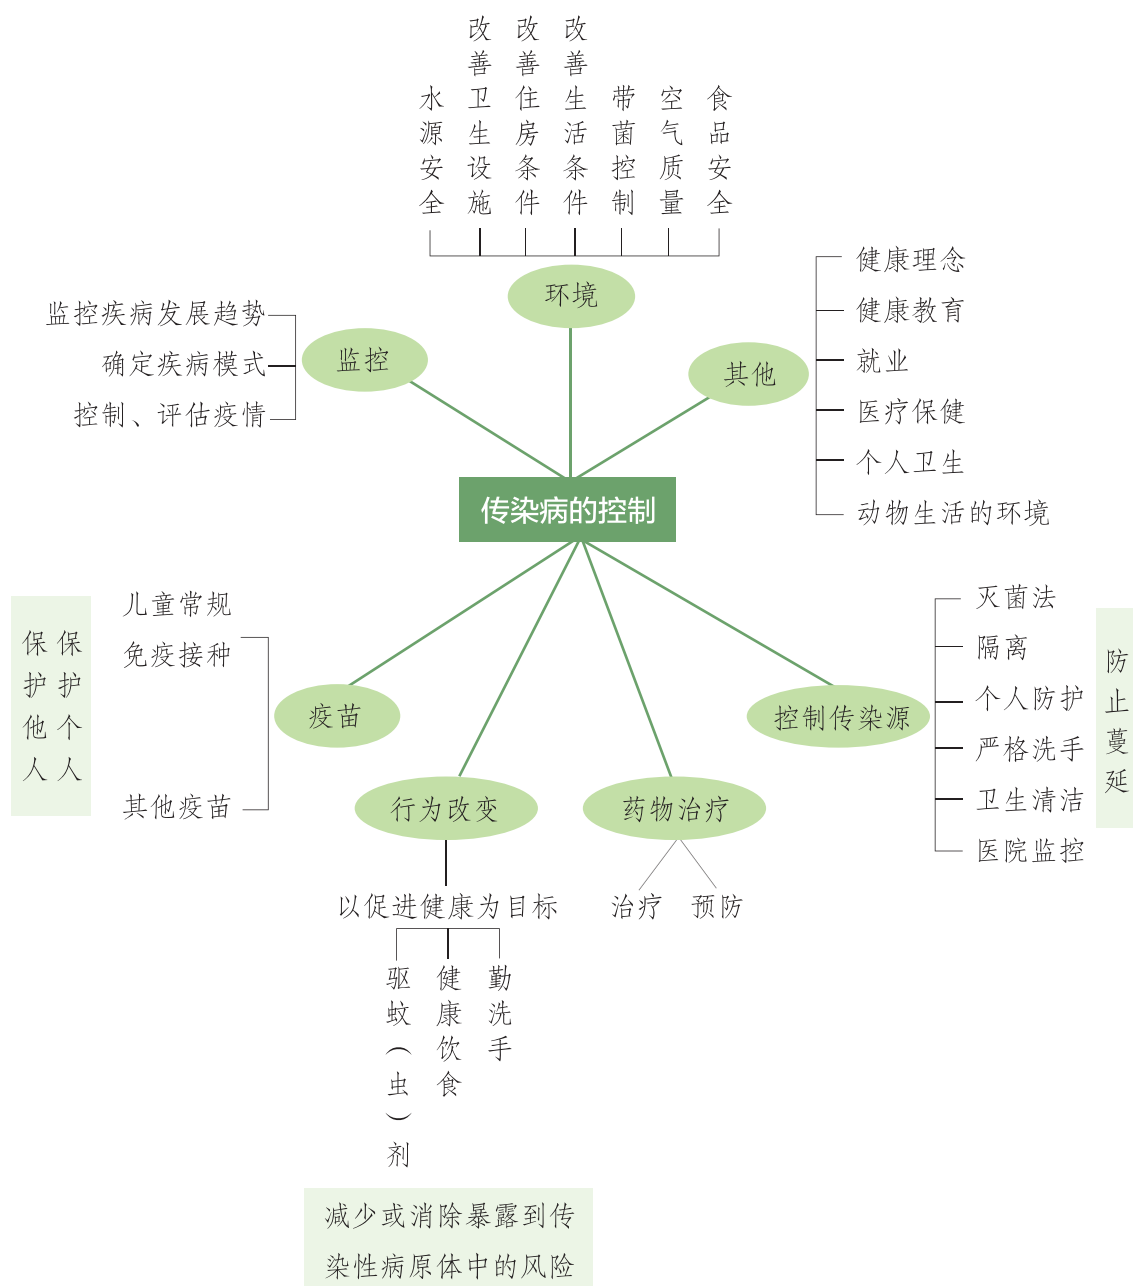 水源安全
改善卫生设施
改善住房条件
改善生活条件
带菌控制
空气质量
食品安全
环境
监控疾病发展趋势
确定疾病模式
控制、评估疫情
监控
其他
健康理念
健康教育
就业
医疗保健
个人卫生
动物生活的环境
传染病的控制
保护个人
保护他人
儿童常规
免疫接种
其他疫苗
疫苗
控制传染源
灭菌法
隔离
个人防护
严格洗手
卫生清洁
医院监控
防止蔓延
行为改变
以促进健康为目标
驱蚊(虫)剂
健康饮食
勤洗手
药物治疗
治疗
预防
减少或消除暴露到传
染性病原体中的风险